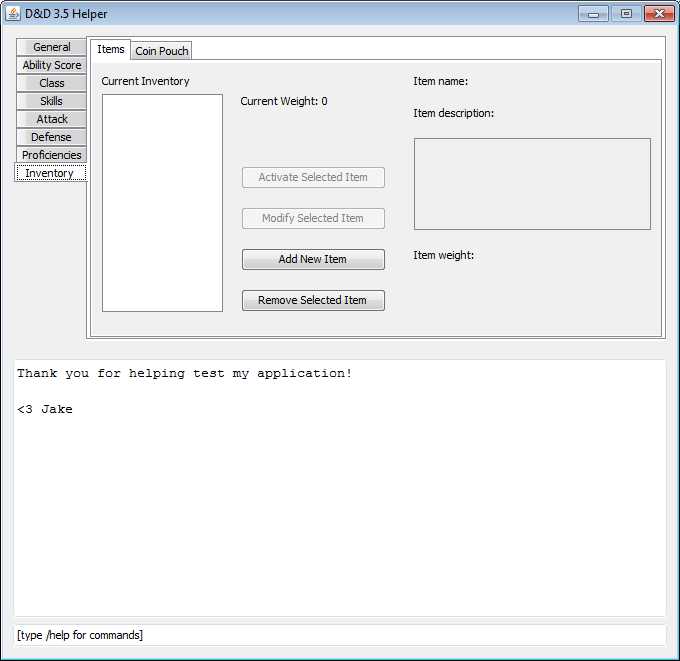 D&D 3.5 Helper
General
Ability Score
Class
Skills
Attack
Defense
Proficiencies
Inventory
Items
Coin Pouch
Current Inventory
Current Weight: 0
Activate Selected Item
Modify Selected Item
Add New Item
Remove Selected Item
Item name:
Item description:
Item weight:
Thank you for helping test my application!
<3 Jake
[type /help for commands]